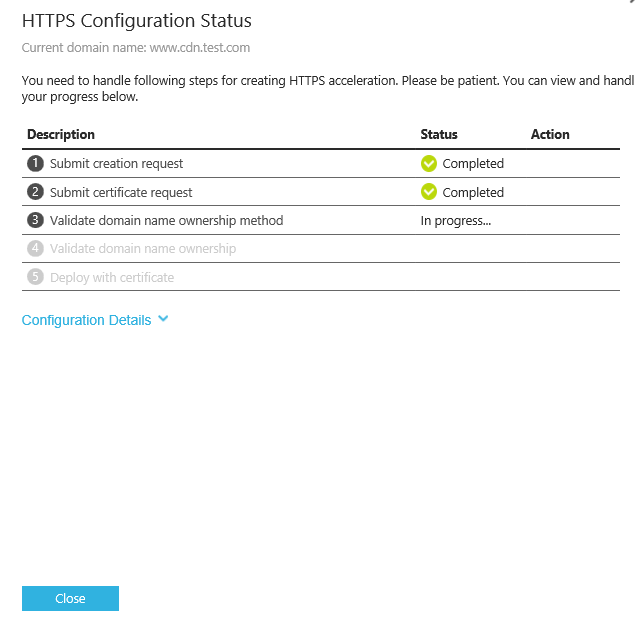 HTTPS Configuration Status
Current domain name: www.cdn.test.com
You need to handle following steps for creating HTTPS acceleration. Please be patient. You can view and handl
your progress below.
Description Status Action
1 Submit creation request Completed
2 Submit certificate request Completed
3 Validate domain name ownership method In progress...
4 Validate domain name ownership
5 Deploy with certificate
Configuration Details
Close